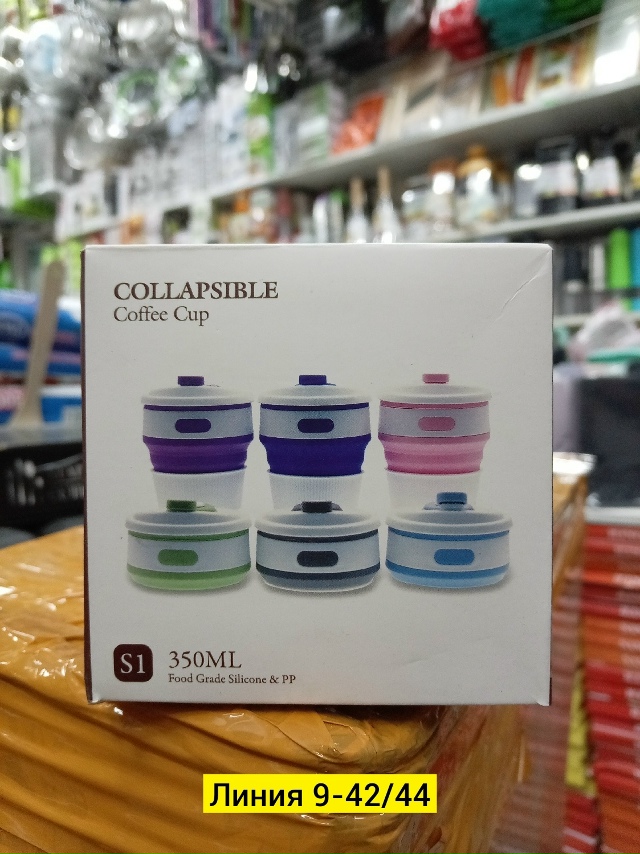 COLLAPSIBLE
Coffee Cup
S1
350ML
Food Grade Silicone & PP
Линия 9-42/44